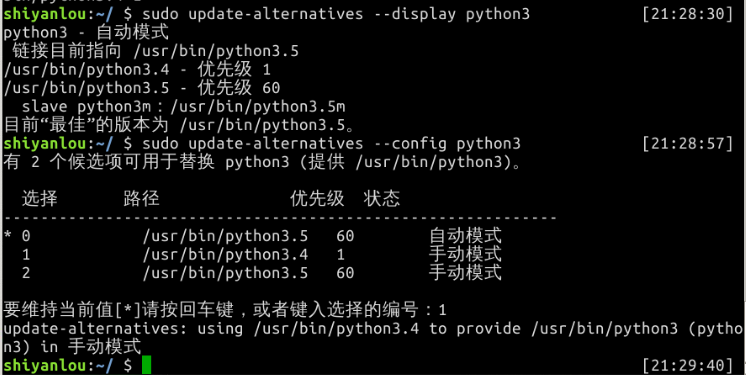 shiyanlou:~/ $ sudo update-alternatives --display python3 [21:28:30]
python3 - 自动模式
 链接目前指向 /usr/bin/python3.5
/usr/bin/python3.4 - 优先级 1
/usr/bin/python3.5 - 优先级 60
  slave python3m：/usr/bin/python3.5m
目前“最佳”的版本为 /usr/bin/python3.5。
shiyanlou:~/ $ sudo update-alternatives --config python3 [21:28:57]
有 2 个候选项可用于替换 python3 (提供 /usr/bin/python3)。
  选择 路径 优先级 状态
------------------------------------------------------------
* 0 /usr/bin/python3.5 60 自动模式
  1 /usr/bin/python3.4 1 手动模式
  2 /usr/bin/python3.5 60 手动模式
要维持当前值[*]请按回车键，或者键入选择的编号：1
update-alternatives: using /usr/bin/python3.4 to provide /usr/bin/python3 (pytho
n3) in 手动模式
shiyanlou:~/ $ [21:29:40]